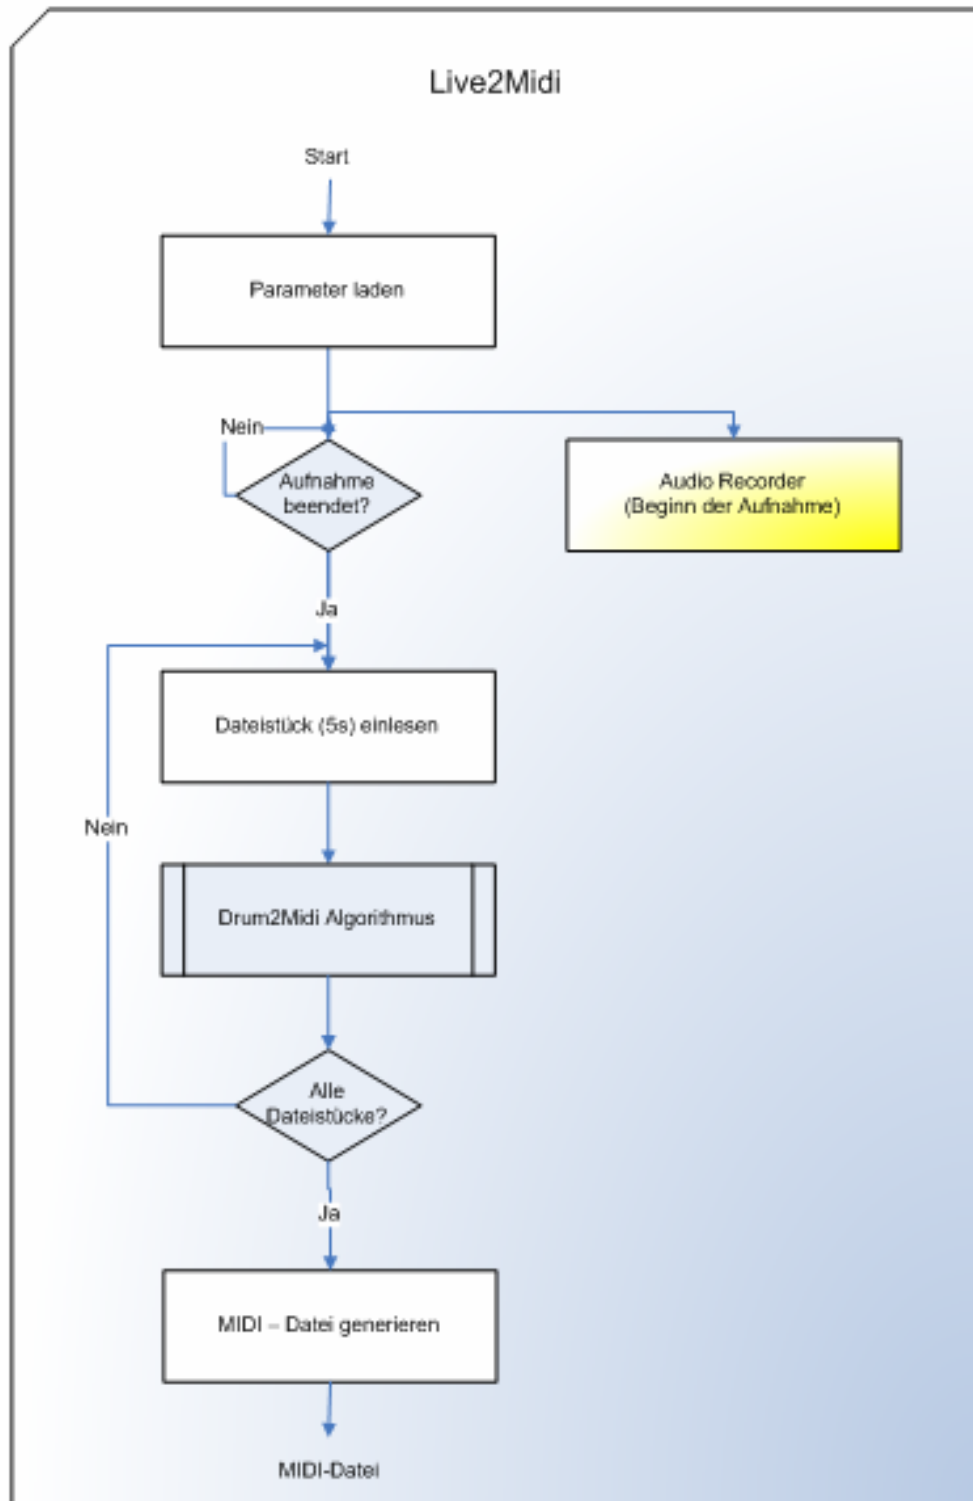 Live2Midi
Start
Parameter laden
Nein
Aufnahme
beendet?
Audio Recorder
(Beginn der Aufnahme)
Ja
Dateistück (5s) einlesen
Nein
Drum2Midi Algorithmus
Alle
Dateistücke?
Ja
MIDI – Datei generieren
MIDI-Datei